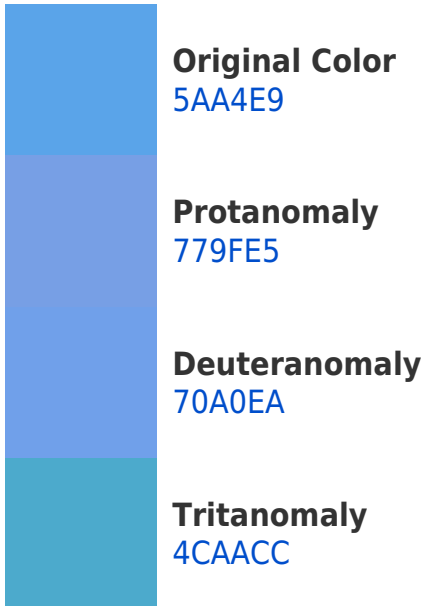 Original Color
5AA4E9
Protanomaly
779FE5
Deuteranomaly
70A0EA
Tritanomaly
4CAACC